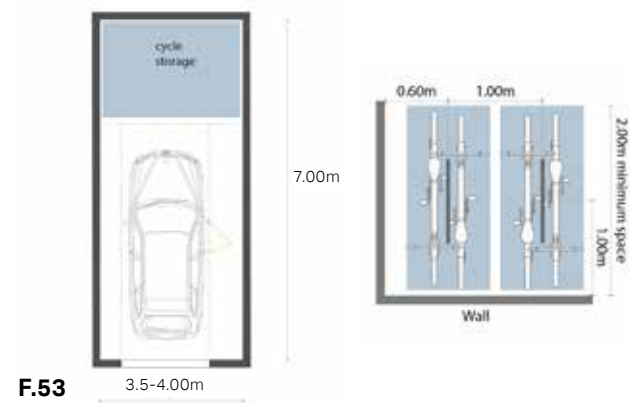 cycle
storage
7.00m
3.5-4.00m
F.53
0.60m
1.00m
2.00m minimum space
1.00m
Wall